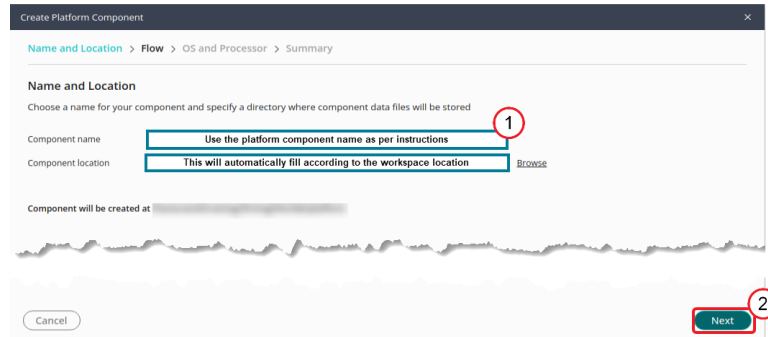 Create Platform Component ×
Name and Location > Flow > OS and Processor > Summary
Name and Location
Choose a name for your component and specify a directory where component data files will be stored
1
Component name Use the platform component name as per instructions
Component location This will automatically fill according to the workspace location Browse
Component will be created at
2
Cancel Next